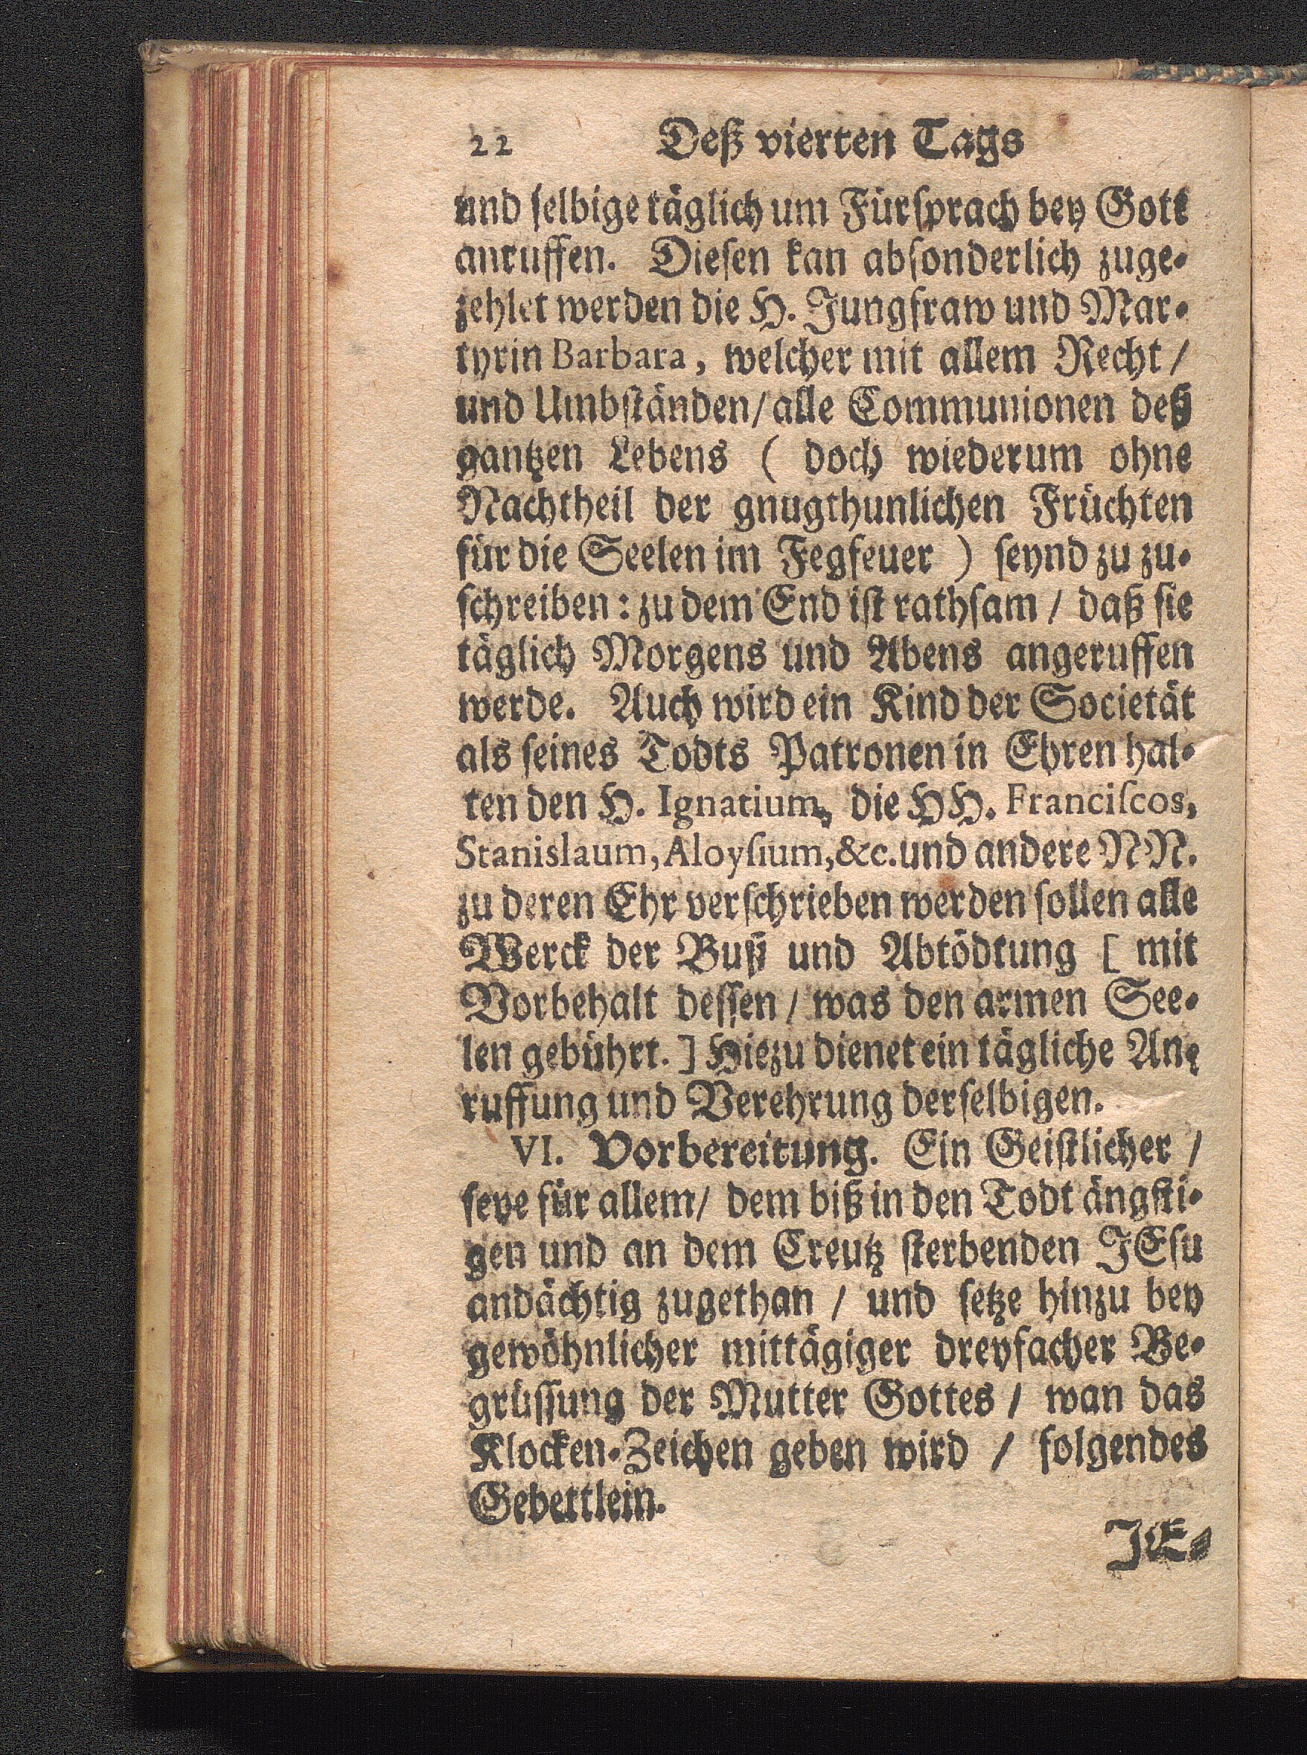 22 Deß vierten Tags
und selbige täglich um Fürsprach bey Gott
anruffen. Diesen kan absonderlich zuge-
zehlet werden die H. Jungfraw und Mar-
tyrin Barbara, welcher mit allem Recht /
und Umbständen/ alle Communionen deß
gantzen Lebens ( doch wiederum ohne
Nachtheil der gnugthunlichen Früchten
für die Seelen im Fegfeuer ) seynd zu zu-
schreiben: zu dem End ist rathsam / daß sie
täglich Morgens und Abens angeruffen
werde. Auch wird ein Kind der Societät
als seines Todts Patronen in Ehren hal-
ten den H. Ignatium, die HH. Franciscos,
Stanislaum, Aloysium, &c. und andere NN.
zu deren Ehr verschrieben werden sollen alle
Werck der Buß und Abtödtung [ mit
Vorbehalt dessen / was den armen See-
len gebührt. ] Hiezu dienet ein tägliche An-
ruffung und Verehrung derselbigen.
VI. Vorbereitung. Ein Geistlicher /
seye für allem/ dem biß in den Todt ängsti-
gen und an dem Creutz sterbenden JEsu
andächtig zugethan / und setze hinzu bey
gewöhnlicher mittägiger dreyfacher Be-
grüssung der Mutter Gottes / wan das
Klocken-Zeichen geben wird / folgendes
Gebettlein.
JE-